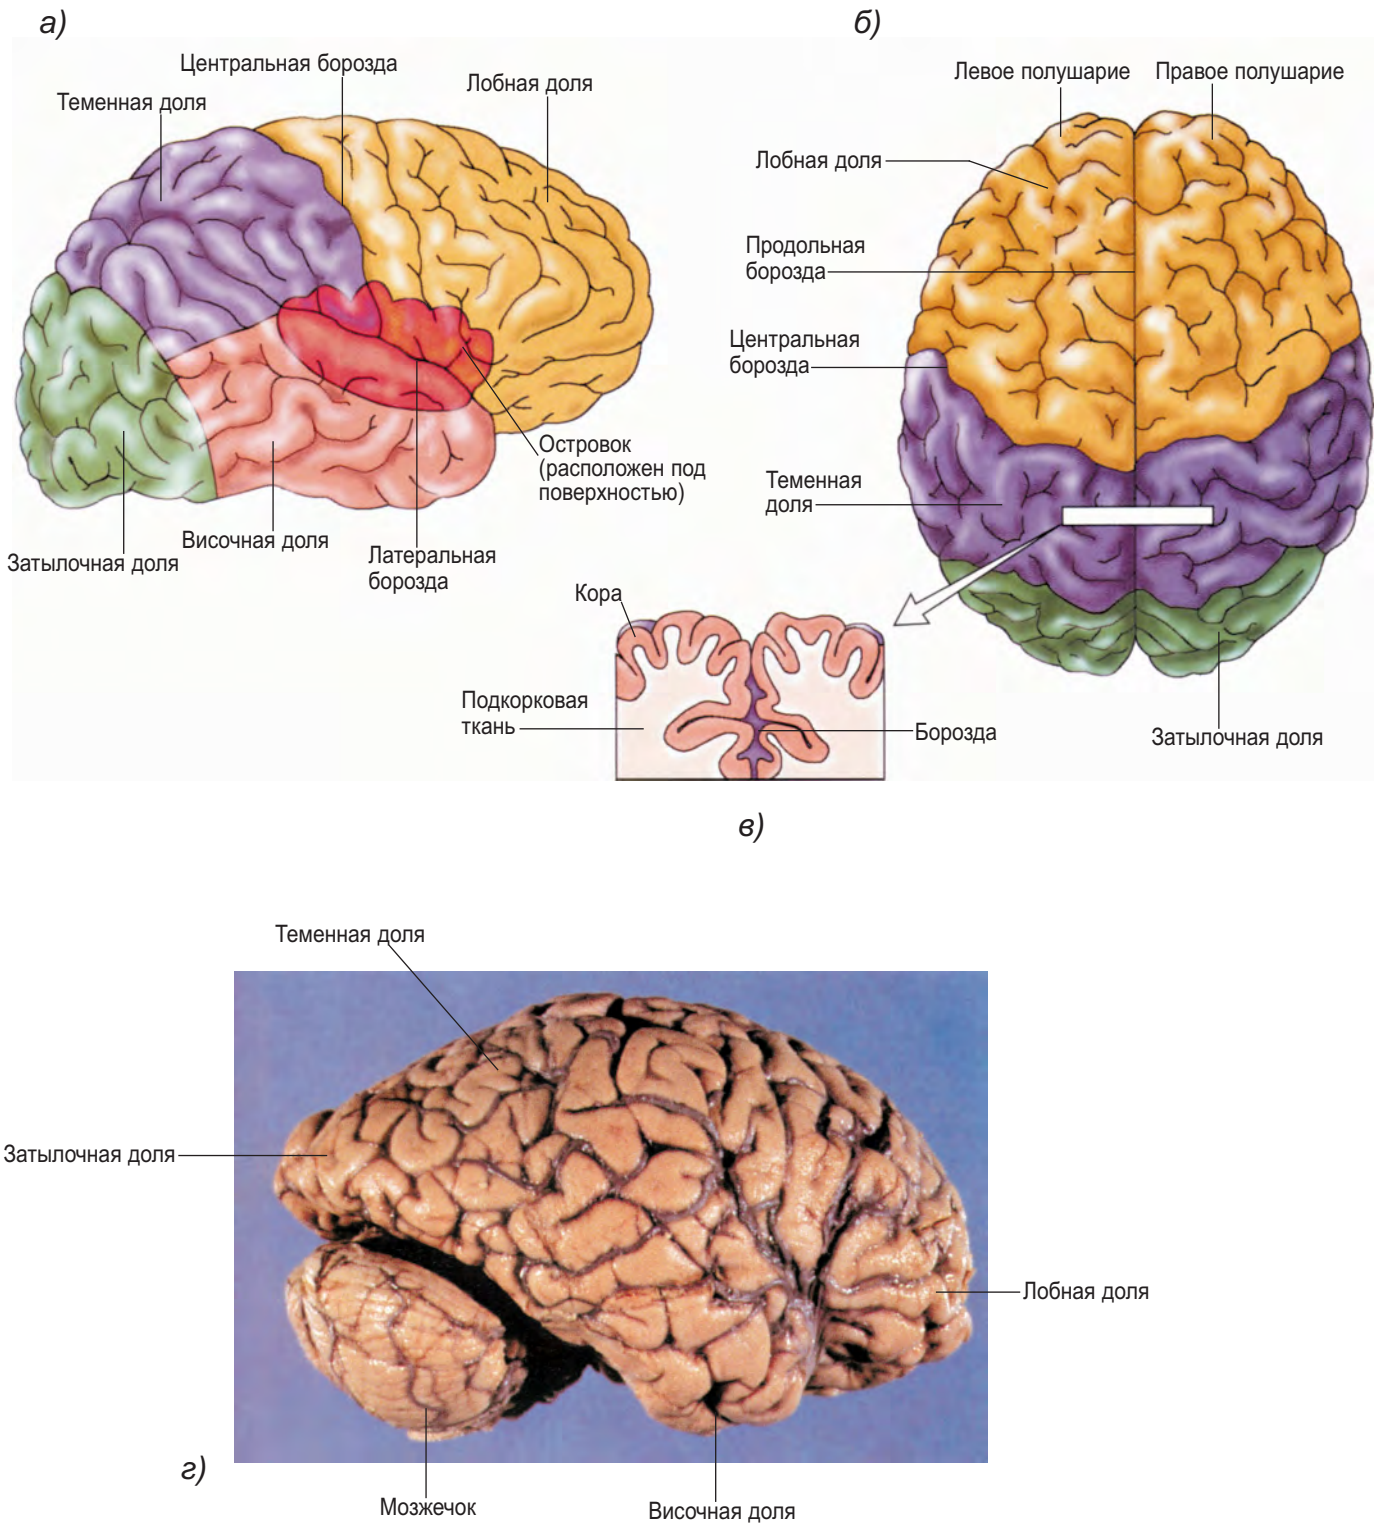 а)
Центральная борозда
Лобная доля
Теменная доля
Островок
(расположен под
поверхностью)
Височная доля
Затылочная доля
Латеральная
борозда
б)
Левое полушарие
Правое полушарие
Лобная доля
Продольная
борозда
Центральная
борозда
Теменная
доля
Затылочная доля
Кора
Подкорковая
ткань
Борозда
в)
Теменная доля
Затылочная доля
Лобная доля
г)
Мозжечок
Височная доля